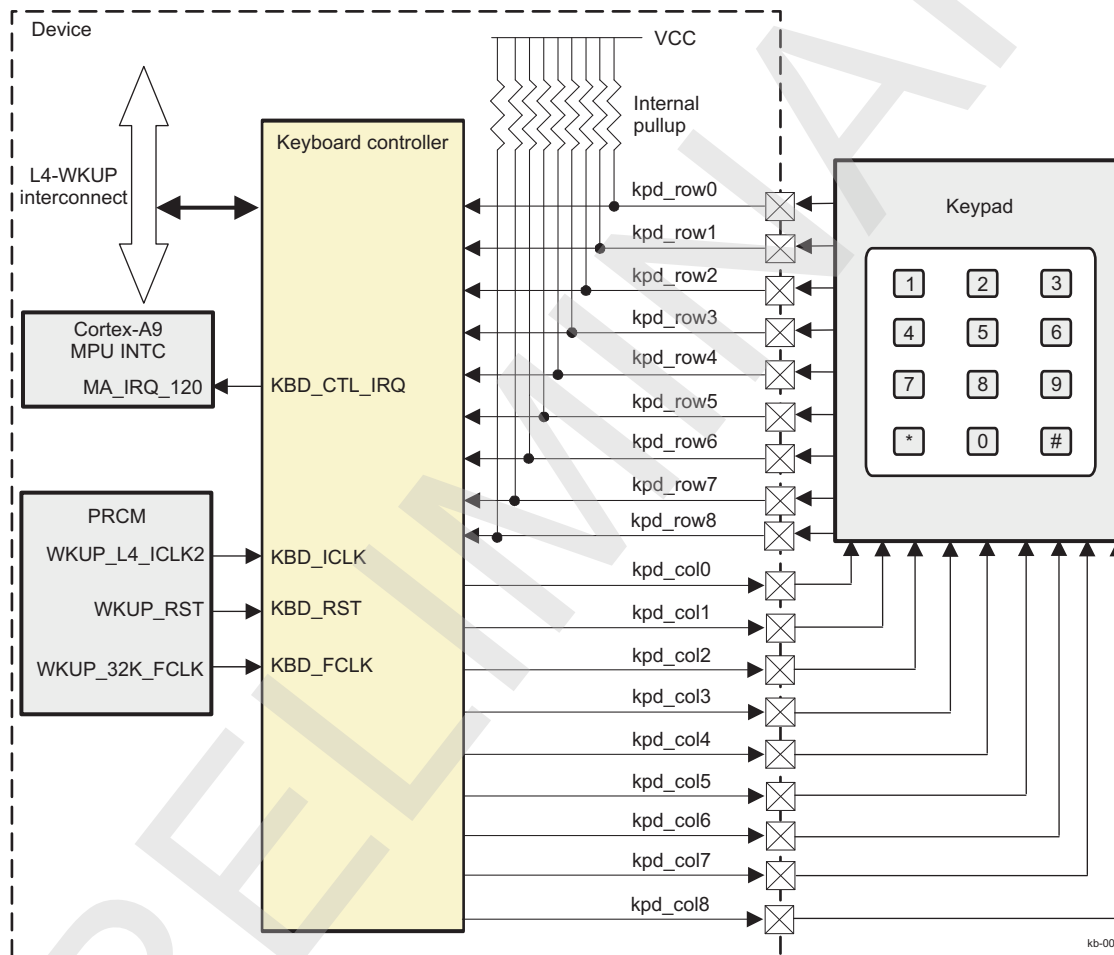 Device
VCC
Internal
pullup
Keyboard controller
L4-WKUP
interconnect
kpd_row0
Keypad
kpd_row1
kpd_row2
kpd_row3
kpd_row4
kpd_row5
kpd_row6
kpd_row7
kpd_row8
1 2 3
4 5 6
7 8 9
* 0 #
Cortex-A9
MPU INTC
MA_IRQ_120
KBD_CTL_IRQ
PRCM
WKUP_L4_ICLK2
KBD_ICLK
WKUP_RST
KBD_RST
WKUP_32K_FCLK
KBD_FCLK
kpd_col0
kpd_col1
kpd_col2
kpd_col3
kpd_col4
kpd_col5
kpd_col6
kpd_col7
kpd_col8
kb-00